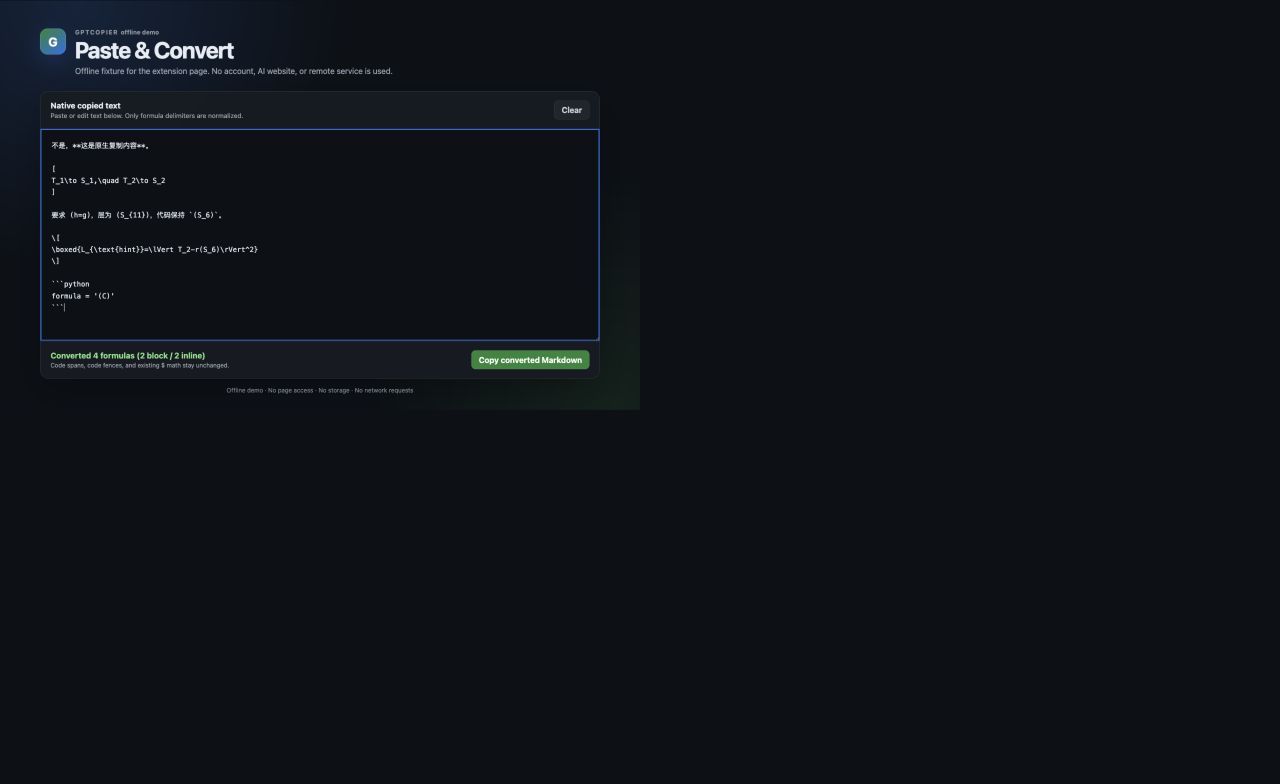 G
GPTCOPIER offline demo
Paste & Convert
Offline fixture for the extension page. No account, AI website, or remote service is used.
Native copied text
Paste or edit text below. Only formula delimiters are normalized.
Clear
不是，**这是原生复制内容**。
[
T_1\to S_1,\quad T_2\to S_2
]
要求 (h=g)，层为 (S_{11})，代码保持 `(S_6)`。
\[
\boxed{L_{\text{hint}}=\lVert T_2-r(S_6)\rVert^2}
\]
```python
formula = '(C)'
```
Converted 4 formulas (2 block / 2 inline)
Code spans, code fences, and existing $ math stay unchanged.
Copy converted Markdown
Offline demo · No page access · No storage · No network requests